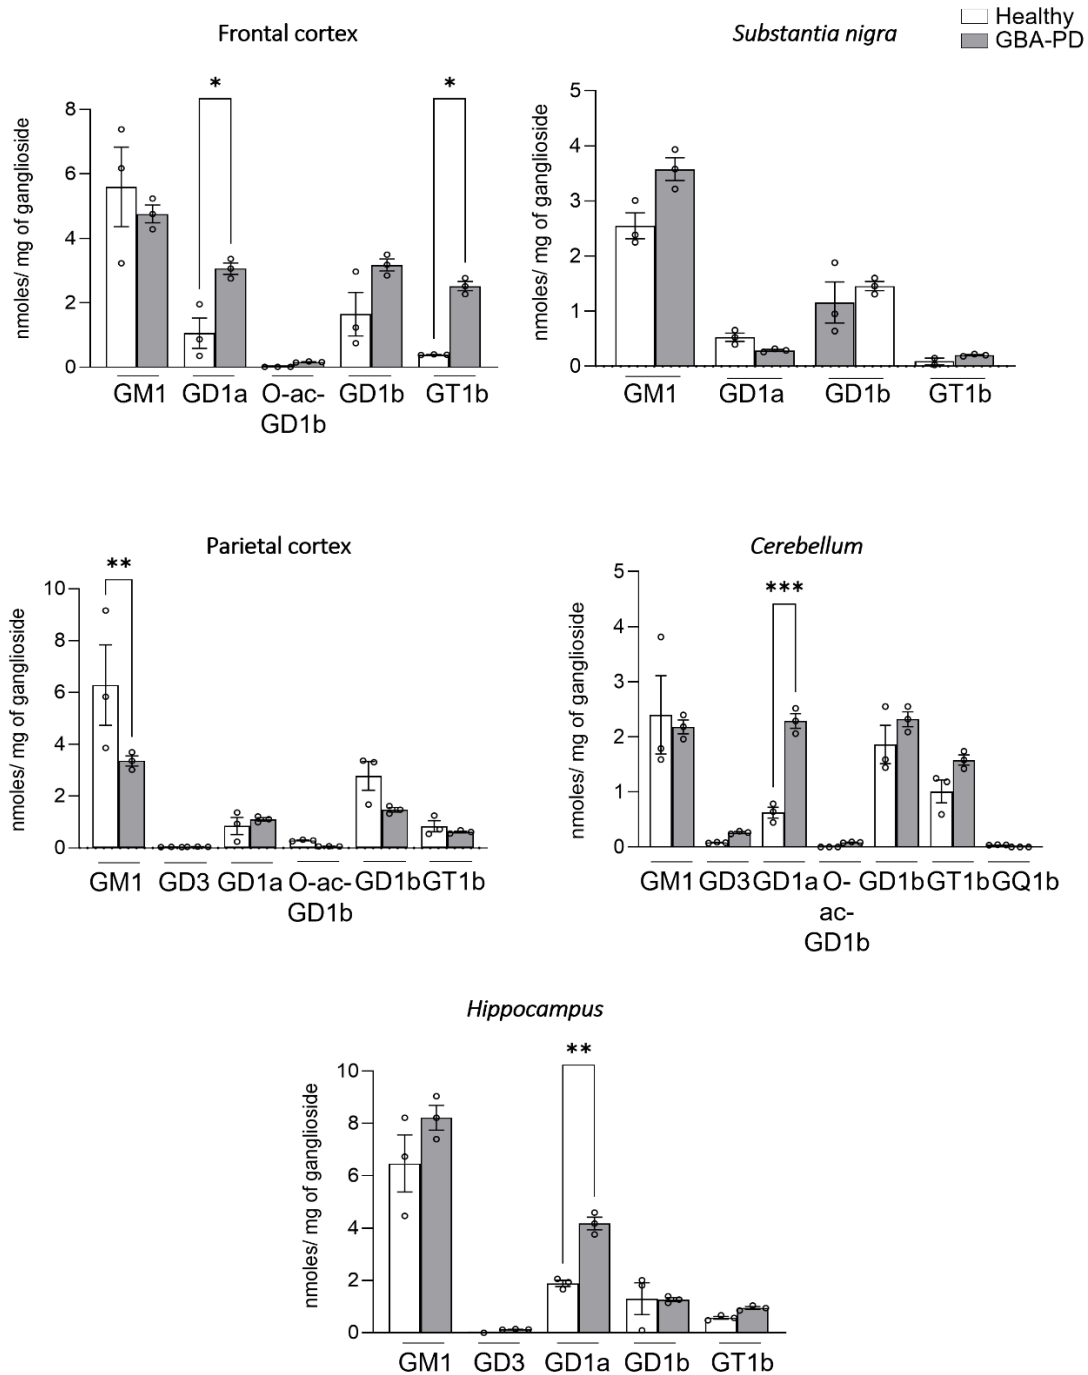 Healthy
GBA-PD
Frontal cortex
*
*
8
6
4
2
0
nmoles/ mg of ganglioside
GM1 GD1a O-ac- GD1b GT1b
GD1b
Substantia nigra
5
4
3
2
1
0
nmoles/ mg of ganglioside
GM1 GD1a GD1b GT1b
Parietal cortex
**
10
8
6
4
2
0
nmoles/ mg of ganglioside
GM1 GD3 GD1a O-ac- GD1b GT1b
GD1b
Cerebellum
***
5
4
3
2
1
0
nmoles/ mg of ganglioside
GM1 GD3 GD1a O- GD1b GT1b GQ1b
ac-
GD1b
Hippocampus
**
10
8
6
4
2
0
nmoles/ mg of ganglioside
GM1 GD3 GD1a GD1b GT1b